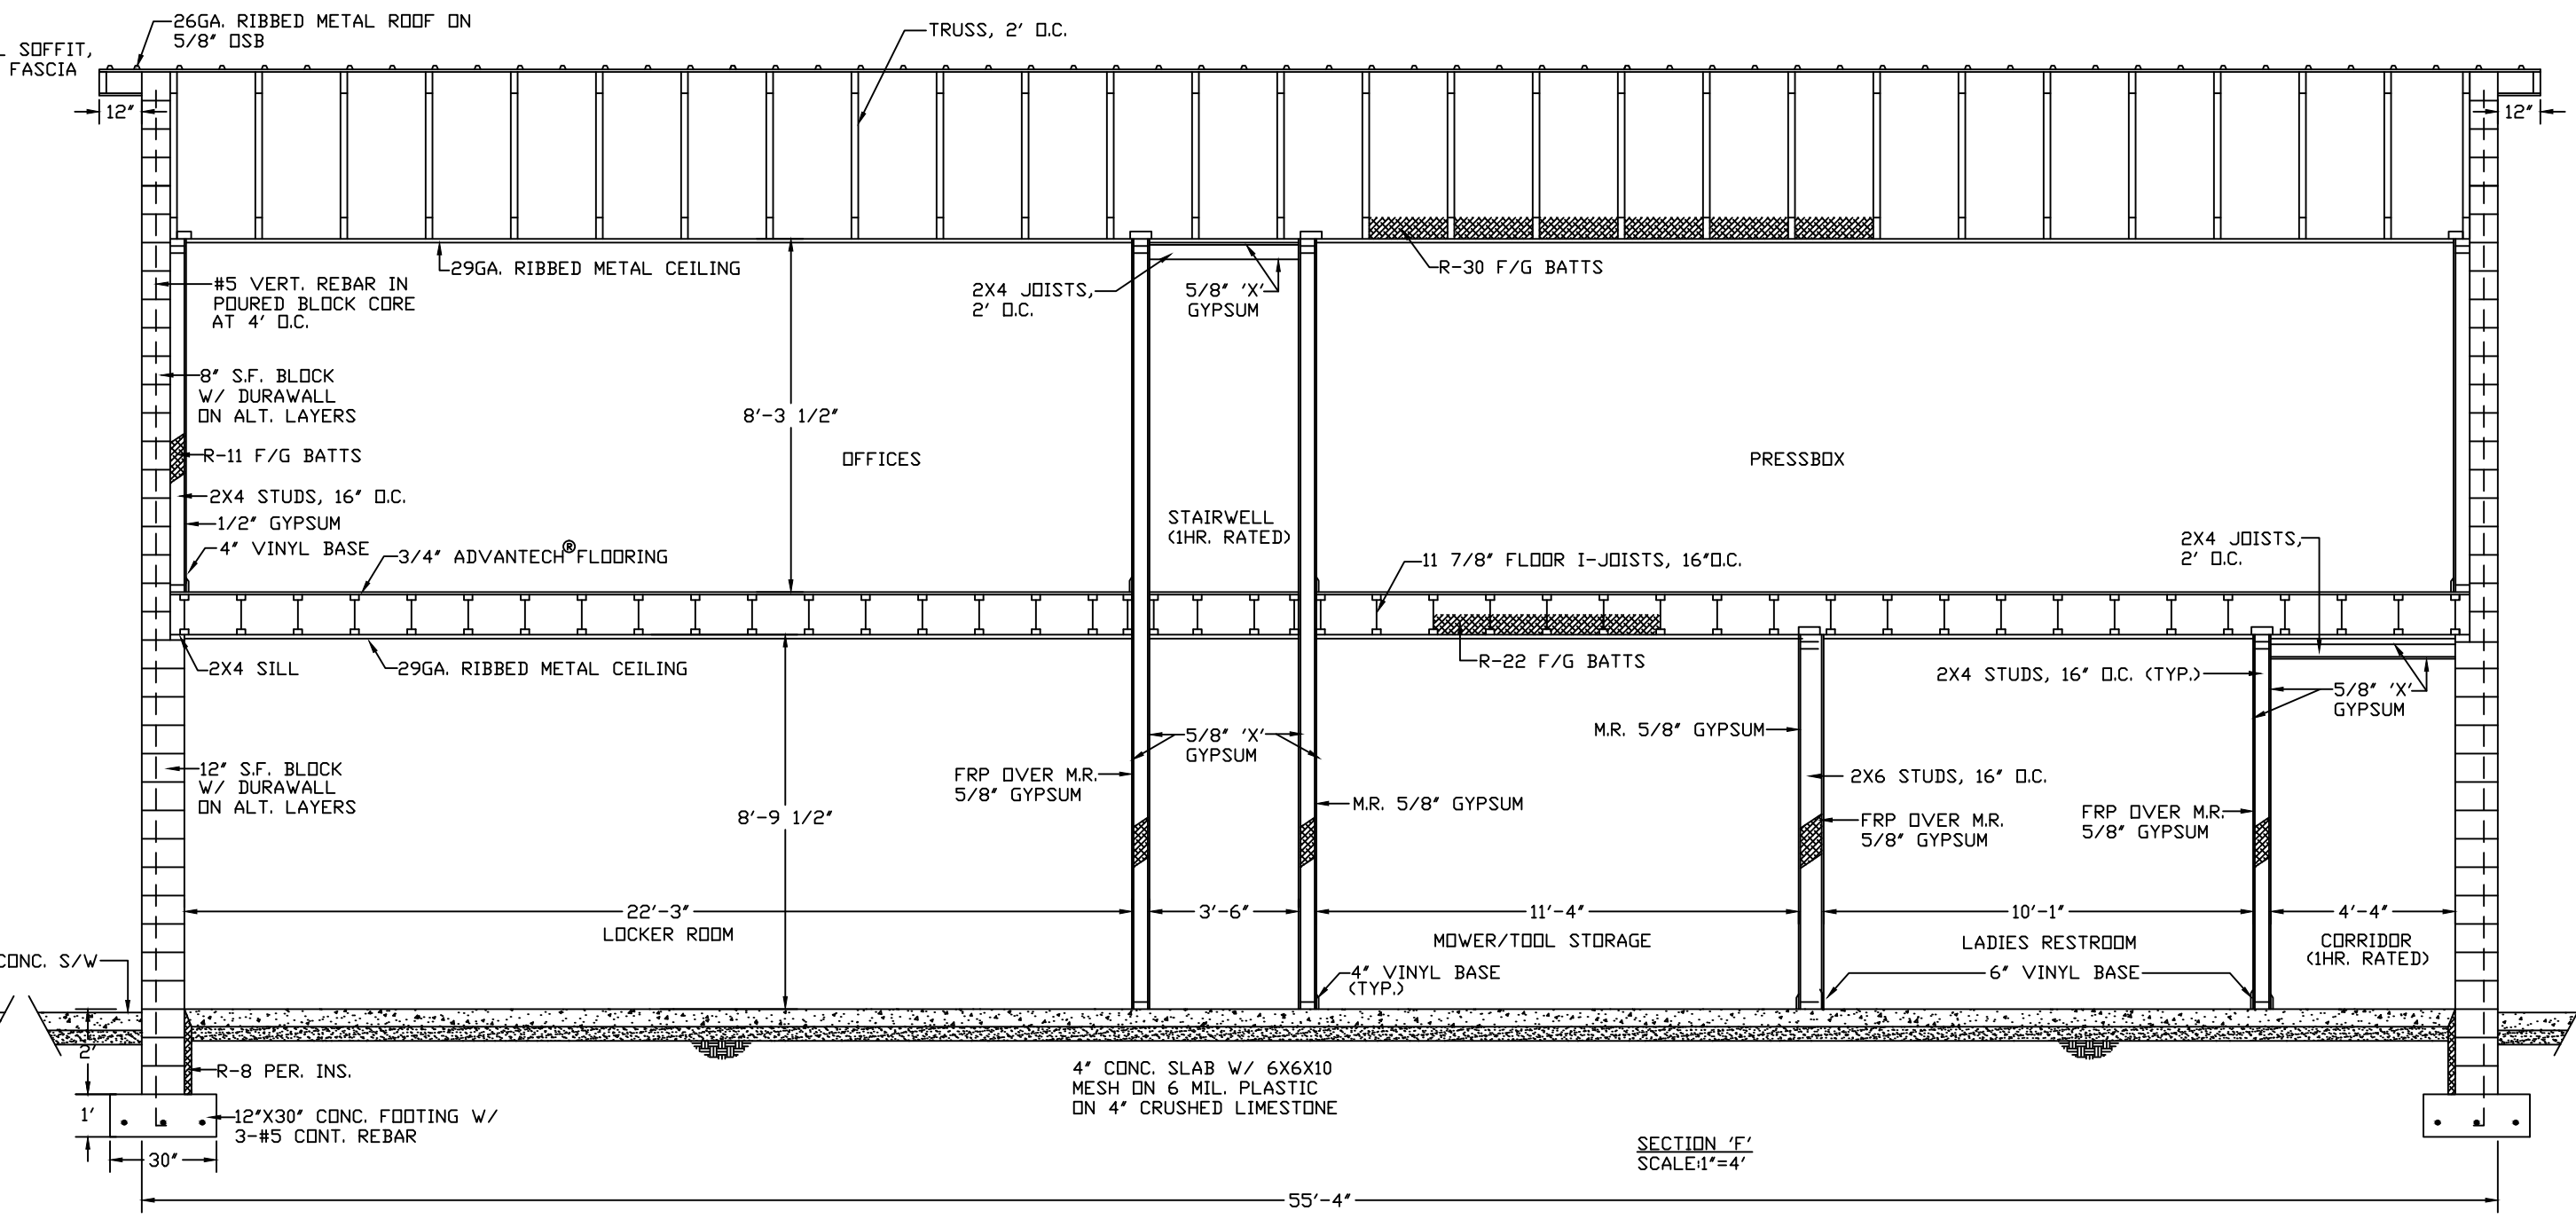 26GA. RIBBED METAL ROOF ON
5/8" OSB
L SOFFIT,
FASCIA
TRUSS, 2' O.C.
12"
12"
29GA. RIBBED METAL CEILING
R-30 F/G BATTS
#5 VERT. REBAR IN
POURED BLOCK CORE
AT 4' O.C.
2X4 JOISTS,
2' O.C.
5/8" 'X'
GYPSUM
8" S.F. BLOCK
W/ DURAWALL
ON ALT. LAYERS
8'-3 1/2"
R-11 F/G BATTS
OFFICES
PRESSBOX
2X4 STUDS, 16" O.C.
1/2" GYPSUM
4" VINYL BASE
3/4" ADVANTECH® FLOORING
STAIRWELL
(1HR. RATED)
11 7/8" FLOOR I-JOISTS, 16"O.C.
2X4 JOISTS,
2' O.C.
2X4 SILL
29GA. RIBBED METAL CEILING
R-22 F/G BATTS
2X4 STUDS, 16" O.C. (TYP.)
5/8" 'X'
GYPSUM
12" S.F. BLOCK
W/ DURAWALL
ON ALT. LAYERS
8'-9 1/2"
FRP OVER M.R.
5/8" GYPSUM
5/8" 'X'
GYPSUM
M.R. 5/8" GYPSUM
M.R. 5/8" GYPSUM
2X6 STUDS, 16" O.C.
FRP OVER M.R.
5/8" GYPSUM
FRP OVER M.R.
5/8" GYPSUM
22'-3"
3'-6"
11'-4"
10'-1"
4'-4"
LOCKER ROOM
MOWER/TOOL STORAGE
LADIES RESTROOM
CORRIDOR
(1HR. RATED)
CONC. S/W
4" VINYL BASE
(TYP.)
6" VINYL BASE
2'
R-8 PER. INS.
4" CONC. SLAB W/ 6X6X10
MESH ON 6 MIL. PLASTIC
ON 4" CRUSHED LIMESTONE
1'
12"X30" CONC. FOOTING W/
3-#5 CONT. REBAR
30"
SECTION 'F'
SCALE:1"=4'
55'-4"